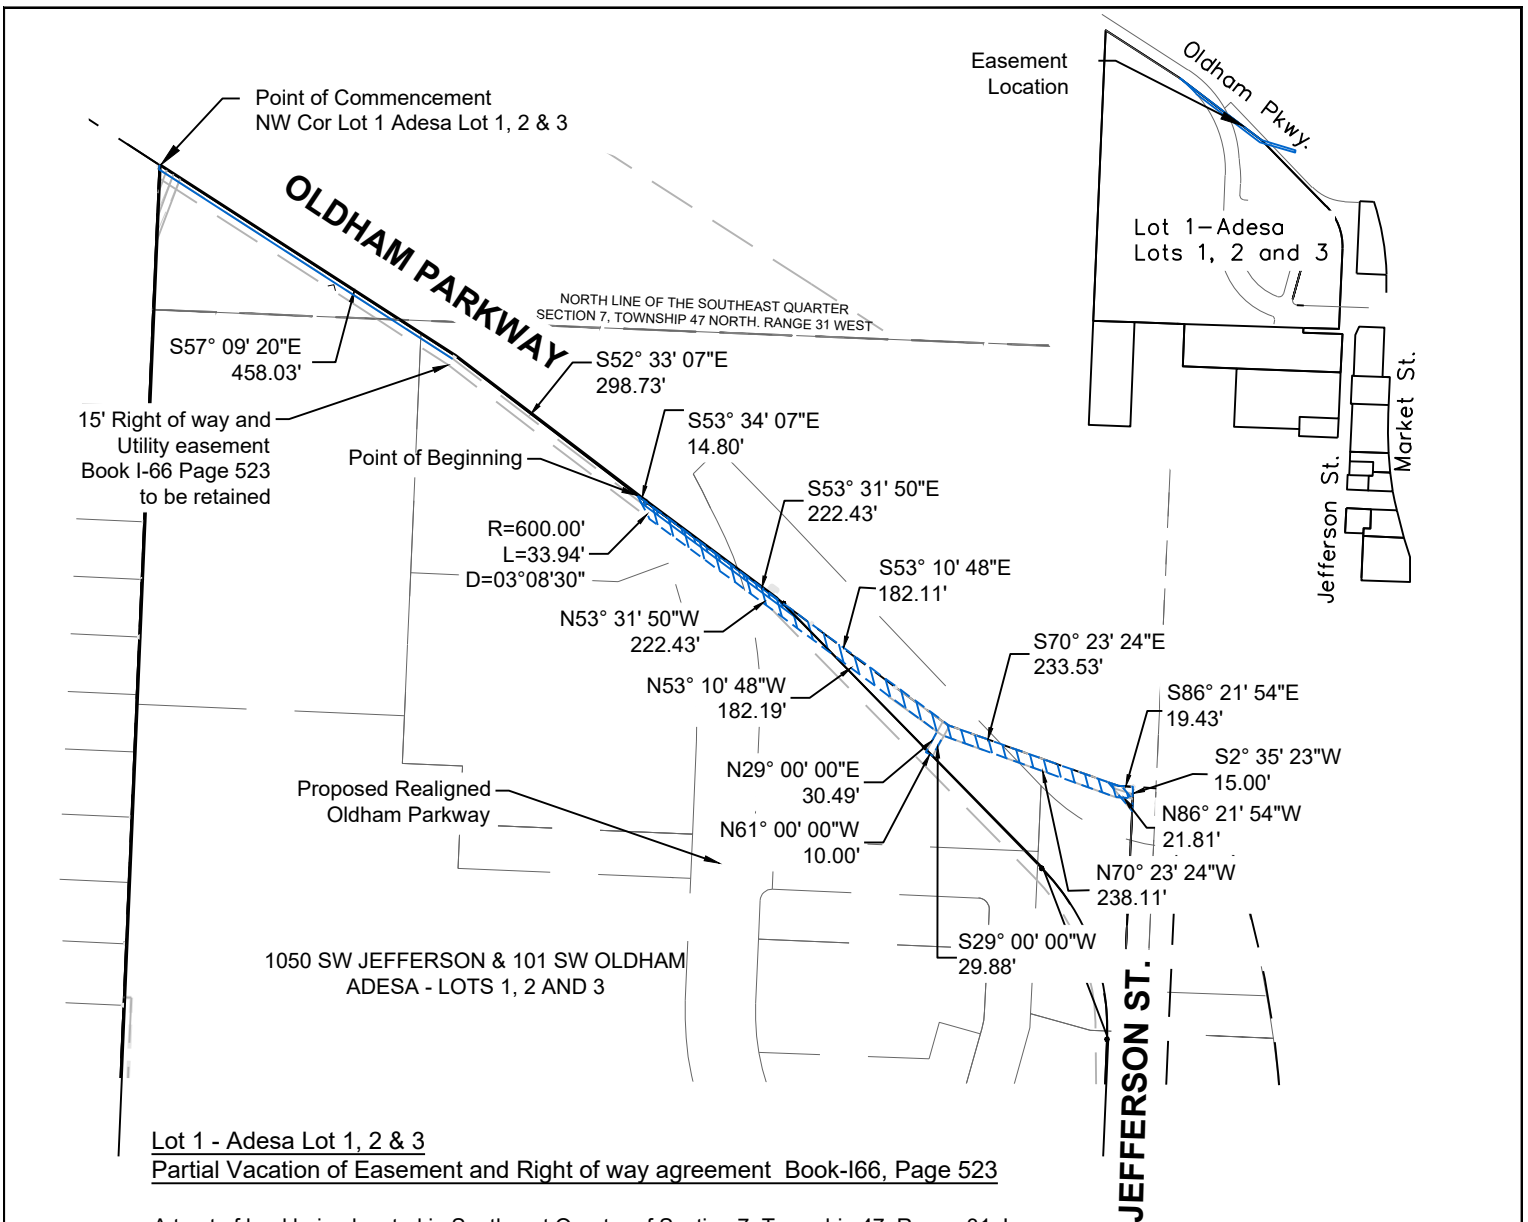 Point of Commencement
NW Cor Lot 1 Adesa Lot 1, 2 & 3
OLDHAM PARKWAY
NORTH LINE OF THE SOUTHEAST QUARTER
SECTION 7, TOWNSHIP 47 NORTH. RANGE 31 WEST
S57° 09' 20"E
458.03'
S52° 33' 07"E
298.73'
15' Right of way and
Utility easement
Book I-66 Page 523
to be retained
Point of Beginning
S53° 34' 07"E
14.80'
R=600.00'
L=33.94'
D=03°08'30"
S53° 31' 50"E
222.43'
N53° 31' 50"W
222.43'
S53° 10' 48"E
182.11'
N53° 10' 48"W
182.19'
S70° 23' 24"E
233.53'
S86° 21' 54"E
19.43'
S2° 35' 23"W
15.00'
N86° 21' 54"W
21.81'
N29° 00' 00"E
30.49'
N61° 00' 00"W
10.00'
N70° 23' 24"W
238.11'
S29° 00' 00"W
29.88'
Proposed Realigned
Oldham Parkway
1050 SW JEFFERSON & 101 SW OLDHAM
ADESA - LOTS 1, 2 AND 3
JEFFERSON ST.
Easement
Location
Oldham Pkwy.
Lot 1-Adesa
Lots 1, 2 and 3
Market St.
Jefferson St.
Lot 1 - Adesa Lot 1, 2 & 3
Partial Vacation of Easement and Right of way agreement Book-I66, Page 523